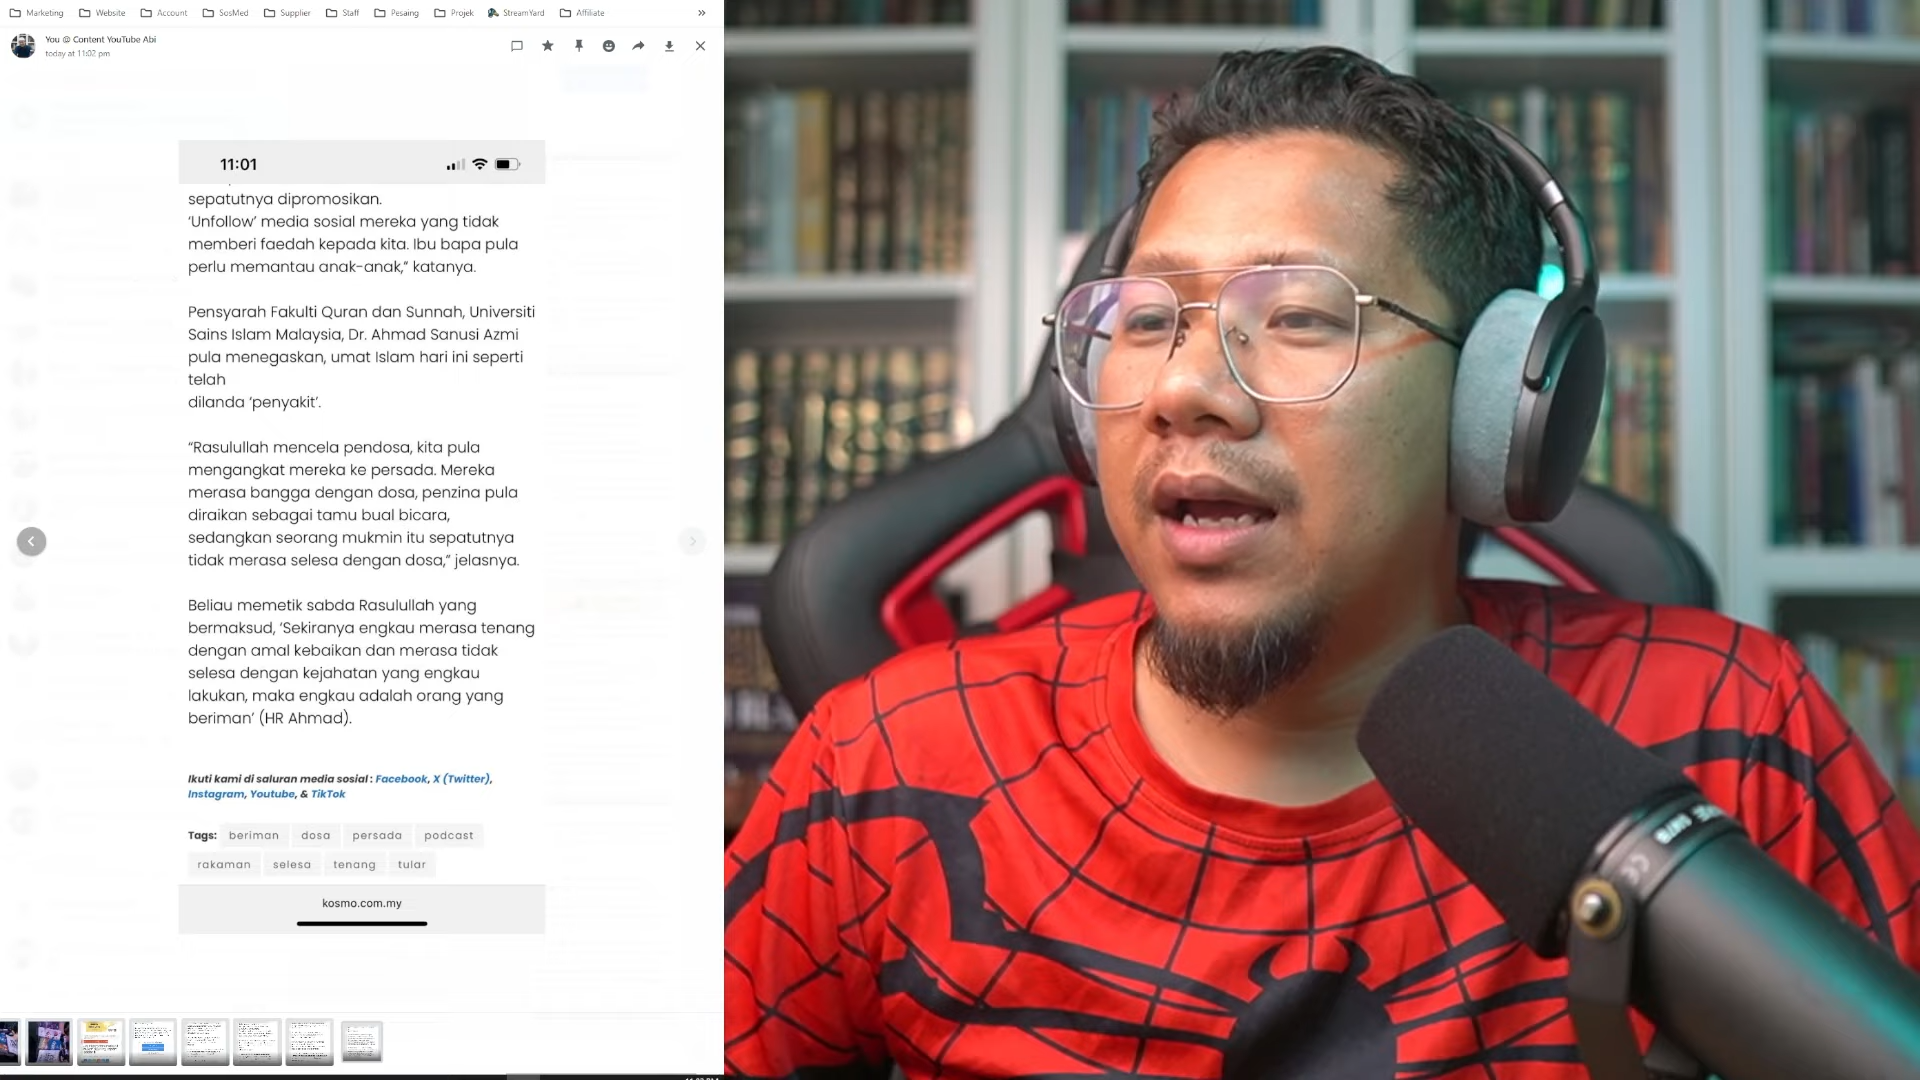 Marketing Website Account SosMed Supplier Staff Pesaing Projek StreamYard Affiliate »
You @ Content YouTube Abi
today at 11:02 pm
11:01
sepatutnya dipromosikan.
‘Unfollow’ media sosial mereka yang tidak
memberi faedah kepada kita. Ibu bapa pula
perlu memantau anak-anak,” katanya.
Pensyarah Fakulti Quran dan Sunnah, Universiti
Sains Islam Malaysia, Dr. Ahmad Sanusi Azmi
pula menegaskan, umat Islam hari ini seperti
telah
dilanda ‘penyakit’.
“Rasulullah mencela pendosa, kita pula
mengangkat mereka ke persada. Mereka
merasa bangga dengan dosa, penzina pula
diraikan sebagai tamu bual bicara,
sedangkan seorang mukmin itu sepatutnya
tidak merasa selesa dengan dosa,” jelasnya.
Beliau memetik sabda Rasulullah yang
bermaksud, ‘Sekiranya engkau merasa tenang
dengan amal kebaikan dan merasa tidak
selesa dengan kejahatan yang engkau
lakukan, maka engkau adalah orang yang
beriman’ (HR Ahmad).
Ikuti kami di saluran media sosial : Facebook, X (Twitter),
Instagram, Youtube, & TikTok
Tags: beriman dosa persada podcast
rakaman selesa tenang tular
kosmo.com.my